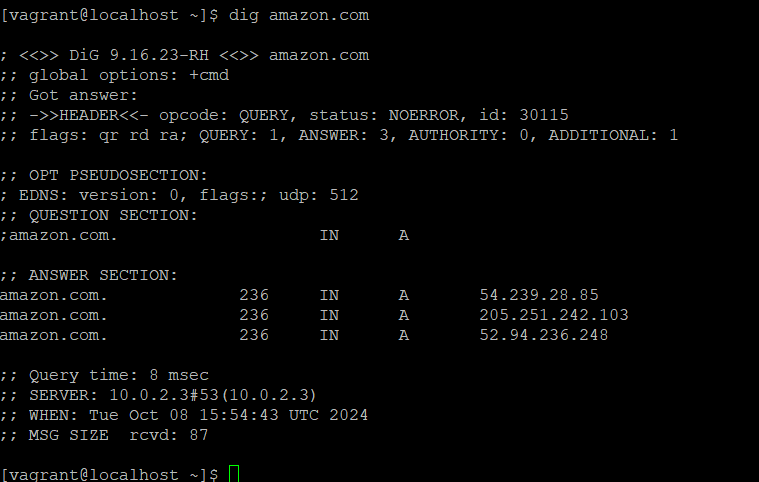 [vagrant@localhost ~]$ dig amazon.com
; <<>> DiG 9.16.23-RH <<>> amazon.com
;; global options: +cmd
;; Got answer:
;; ->>HEADER<<- opcode: QUERY, status: NOERROR, id: 30115
;; flags: qr rd ra; QUERY: 1, ANSWER: 3, AUTHORITY: 0, ADDITIONAL: 1
;; OPT PSEUDOSECTION:
; EDNS: version: 0, flags:; udp: 512
;; QUESTION SECTION:
;amazon.com. IN A
;; ANSWER SECTION:
amazon.com. 236 IN A 54.239.28.85
amazon.com. 236 IN A 205.251.242.103
amazon.com. 236 IN A 52.94.236.248
;; Query time: 8 msec
;; SERVER: 10.0.2.3#53(10.0.2.3)
;; WHEN: Tue Oct 08 15:54:43 UTC 2024
;; MSG SIZE rcvd: 87
[vagrant@localhost ~]$